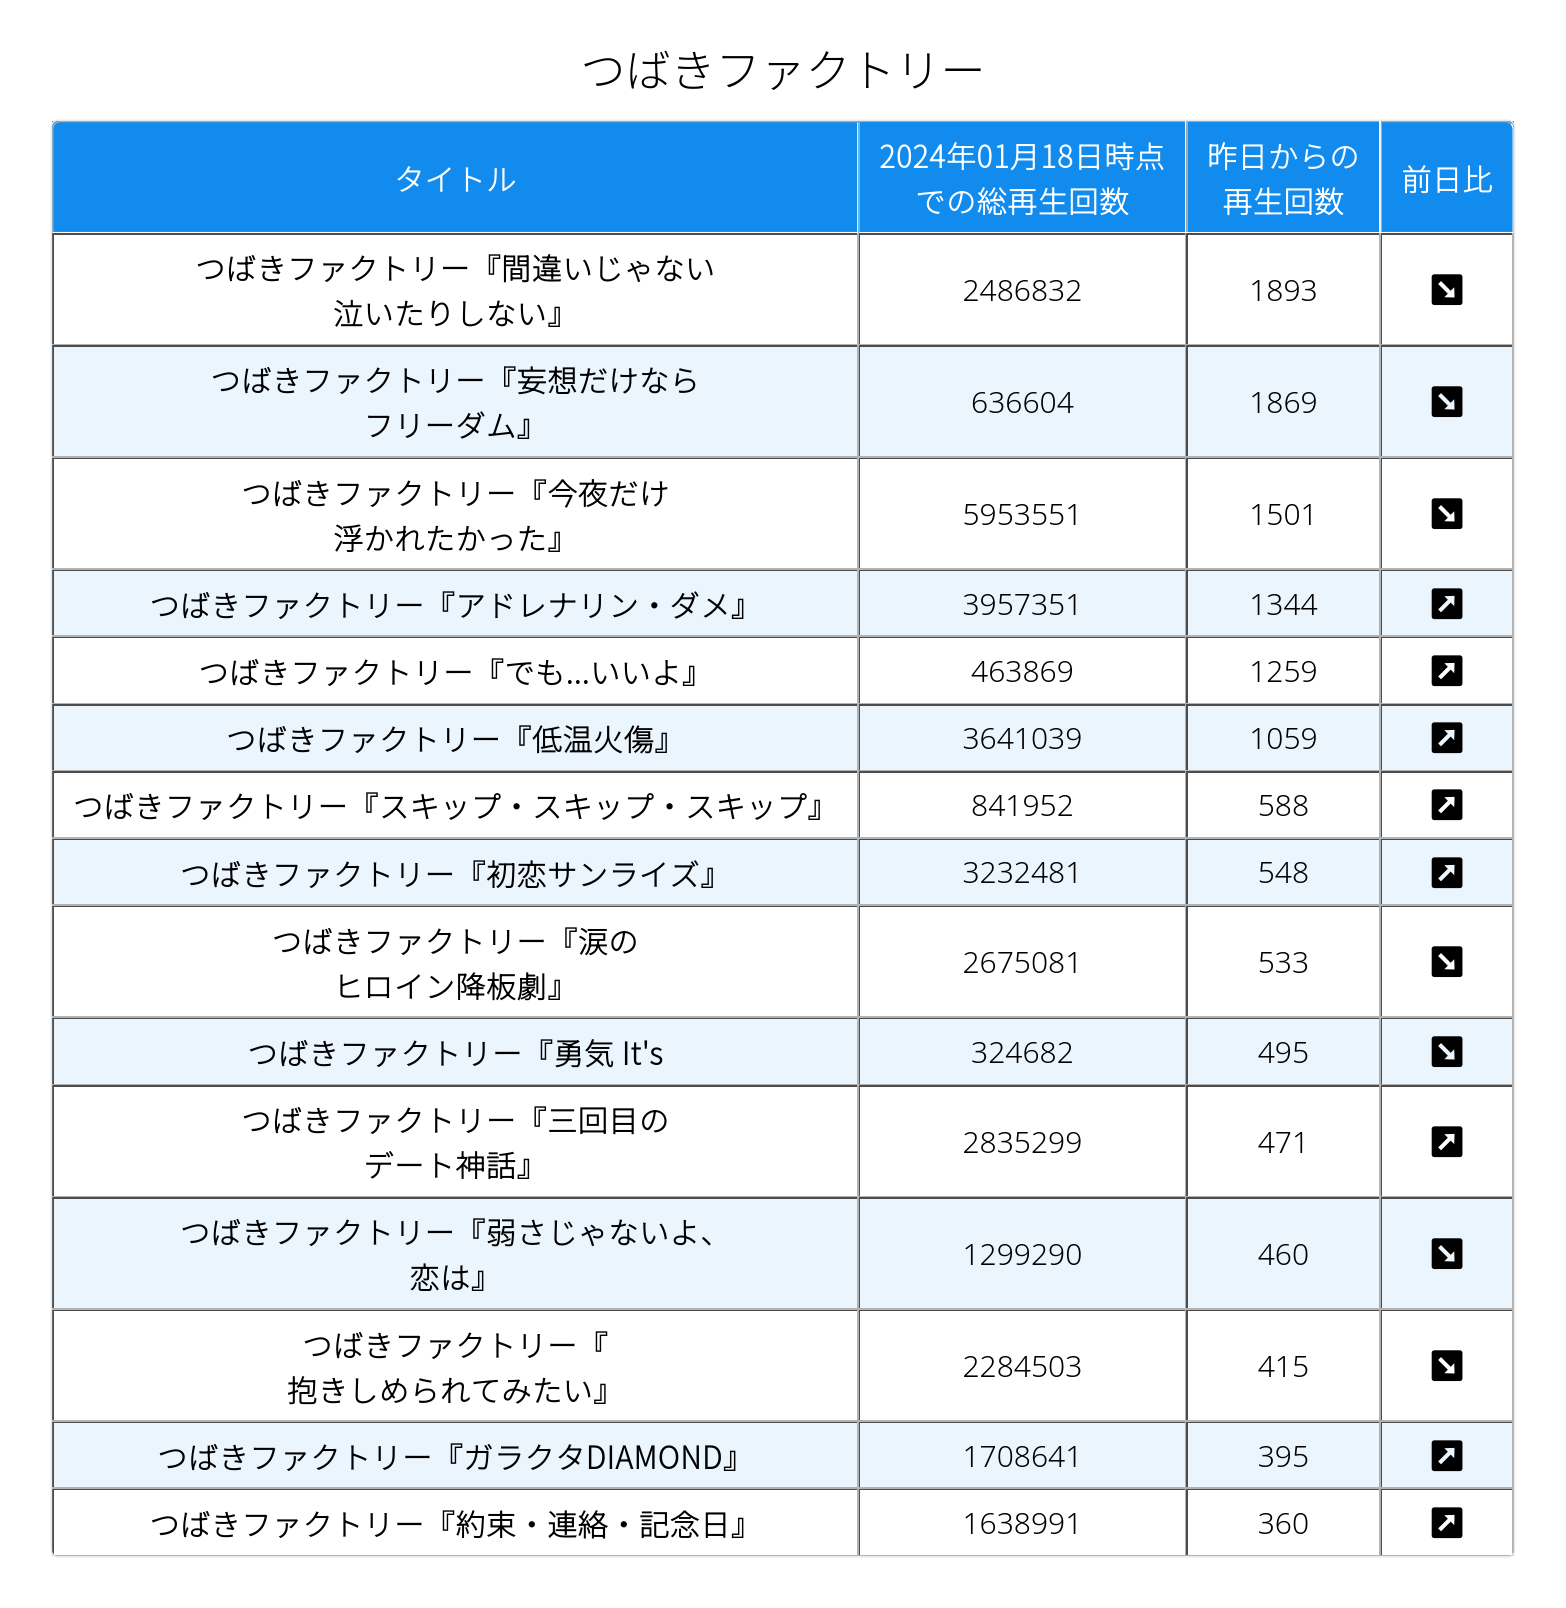 つばきファクトリー
タイトル
2024年01月18日時点
での総再生回数
昨日からの
再生回数
前日比
つばきファクトリー『間違いじゃない
泣いたりしない』
2486832
1893
つばきファクトリー『妄想だけなら
フリーダム』
636604
1869
つばきファクトリー『今夜だけ
浮かれたかった』
5953551
1501
つばきファクトリー『アドレナリン・ダメ』
3957351
1344
つばきファクトリー『でも...いいよ』
463869
1259
つばきファクトリー『低温火傷』
3641039
1059
つばきファクトリー『スキップ・スキップ・スキップ』
841952
588
つばきファクトリー『初恋サンライズ』
3232481
548
つばきファクトリー『涙の
ヒロイン降板劇』
2675081
533
つばきファクトリー『勇気 It's
324682
495
つばきファクトリー『三回目の
デート神話』
2835299
471
つばきファクトリー『弱さじゃないよ、
恋は』
1299290
460
つばきファクトリー『
抱きしめられてみたい』
2284503
415
つばきファクトリー『ガラクタDIAMOND』
1708641
395
つばきファクトリー『約束・連絡・記念日』
1638991
360